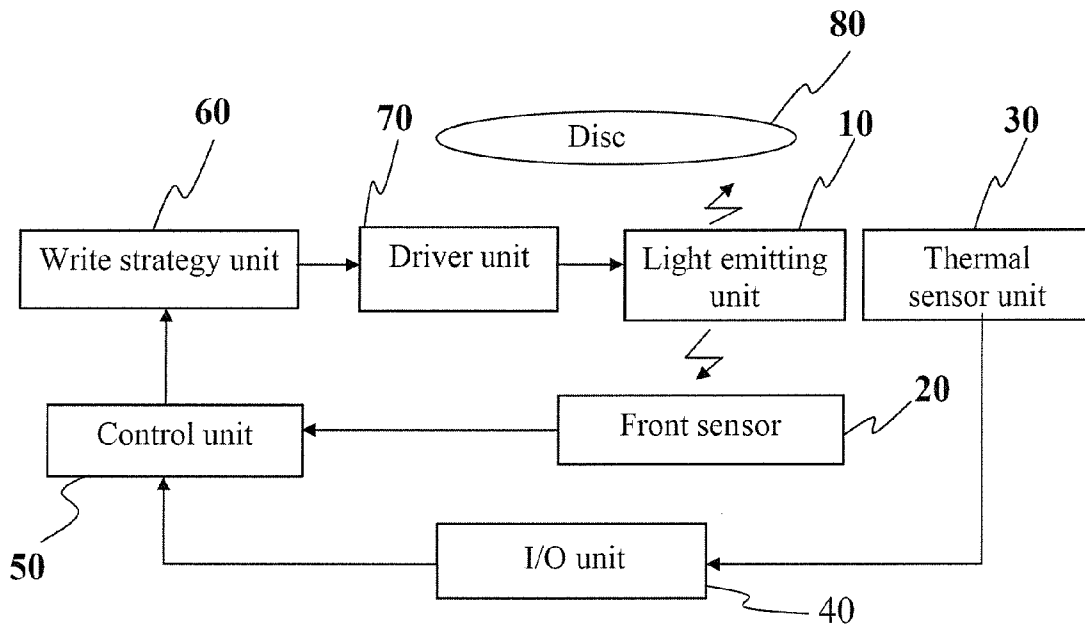 80
60
70
10
30
Disc
Write strategy unit
Driver unit
Light emitting
unit
Thermal
sensor unit
20
Control unit
Front sensor
50
I/O unit
40